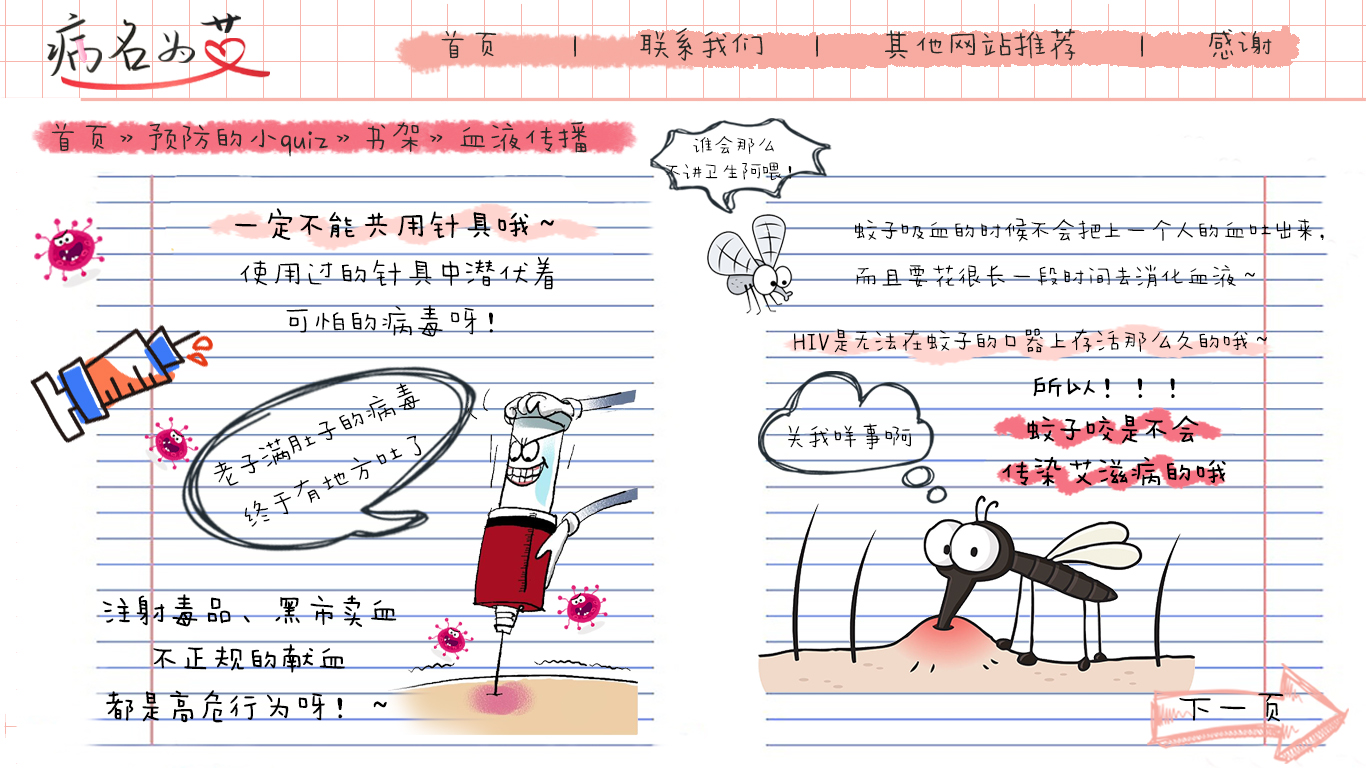 病名为艾
首页 | 联系我们 | 其他网站推荐 | 感谢
首页»预防的小quiz»书架»血液传播
一定不能共用针具哦~
使用过的针具中潜伏着
可怕的病毒呀！
老子满肚子的病毒
终于有地方吐了
注射毒品、黑市卖血
不正规的献血
都是高危行为呀！~
谁会那么
不讲卫生阿喂！
蚊子吸血的时候不会把上一个人的血吐出来，
而且要花很长一段时间去消化血液~
HIV是无法在蚊子的口器上存活那么久的哦~
所以！！！
蚊子咬是不会
传染艾滋病的哦
关我咩事啊
下一页